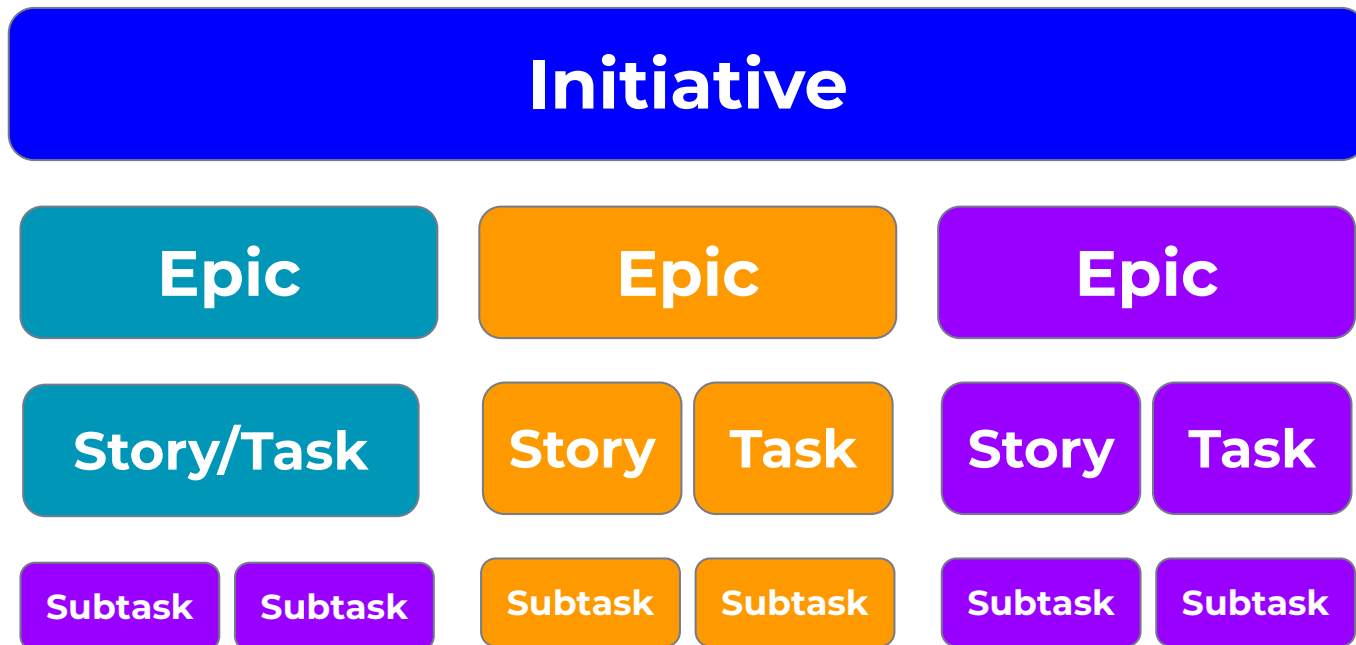 Initiative
Epic Epic Epic
Story/Task Story Task Story Task
Subtask Subtask Subtask Subtask Subtask Subtask